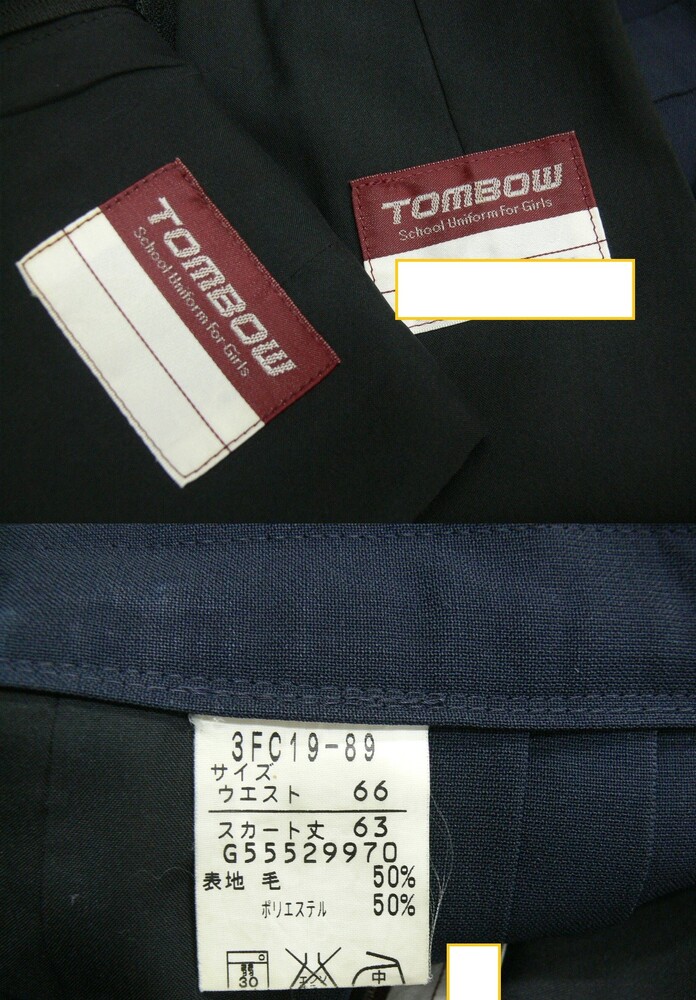 TOMBOW
School Uniform For Girls
TOMBOW
School Uniform For Girls
3FC19-89
サイズ
ウエスト 66
スカート丈 63
G55529970
表地 毛 50%
ポリエステル 50%
30
中